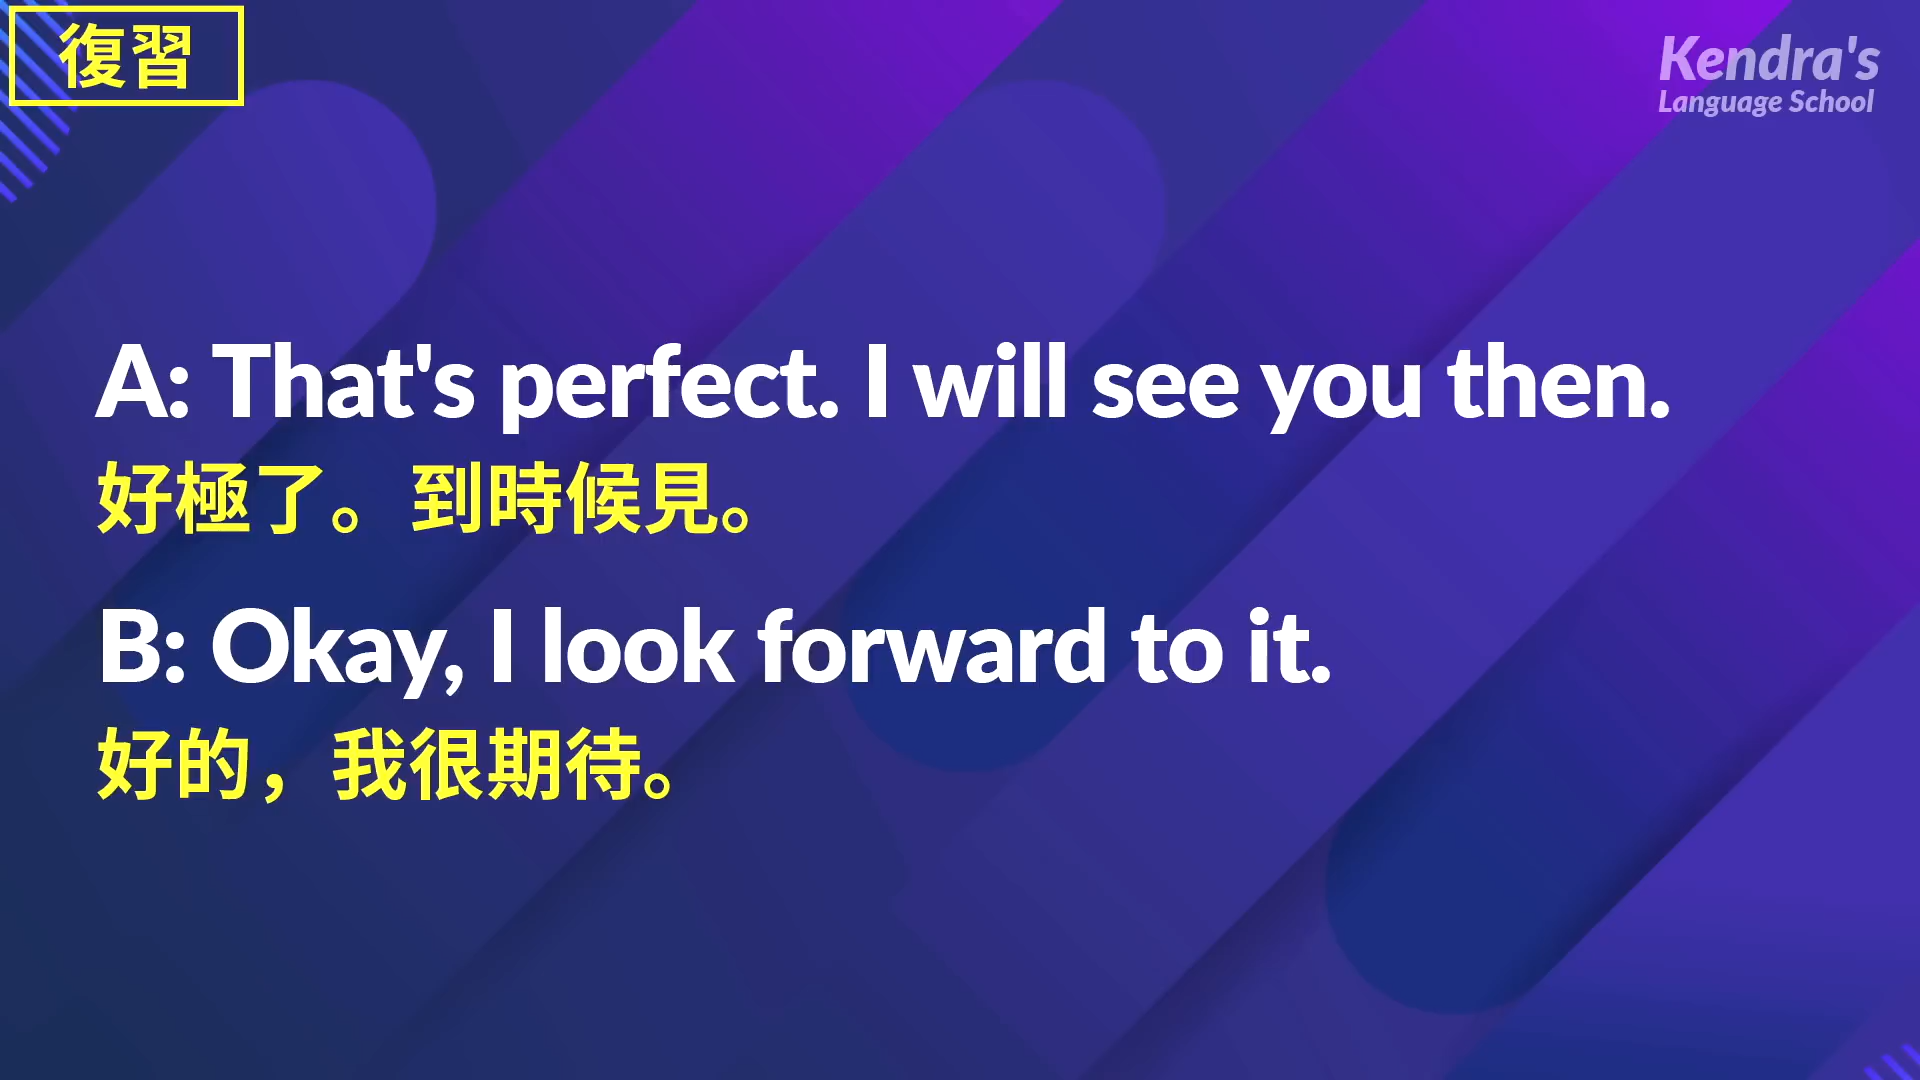 復習
Kendra's
Language School
A: That's perfect. I will see you then.
好極了。到時候見。
B: Okay, I look forward to it.
好的，我很期待。